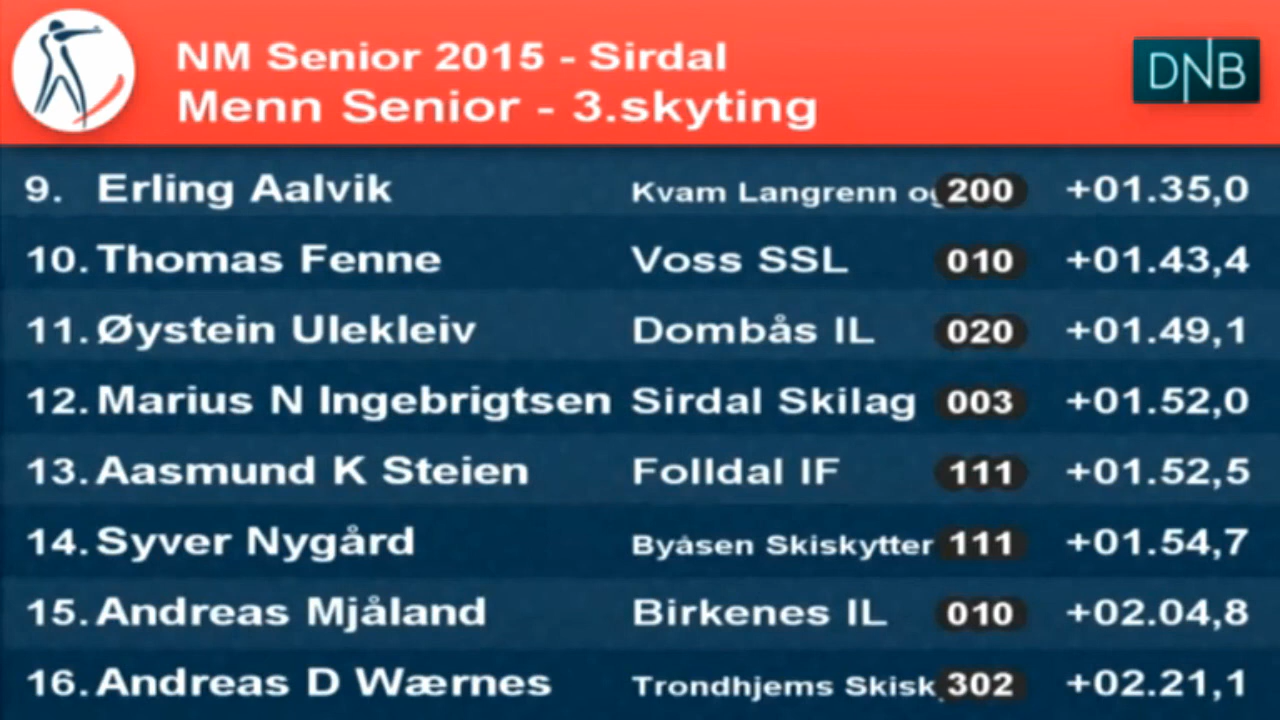 NM Senior 2015 - Sirdal
Menn Senior - 3.skyting
DNB
9. Erling Aalvik Kvam Langrenn og 200 +01.35,0
10. Thomas Fenne Voss SSL 010 +01.43,4
11. Øystein Ulekleiv Dombås IL 020 +01.49,1
12. Marius N Ingebrigtsen Sirdal Skilag 003 +01.52,0
13. Aasmund K Steien Folldal IF 111 +01.52,5
14. Syver Nygård Byåsen Skiskytter 111 +01.54,7
15. Andreas Mjåland Birkenes IL 010 +02.04,8
16. Andreas D Wærnes Trondhjems Skisk 302 +02.21,1